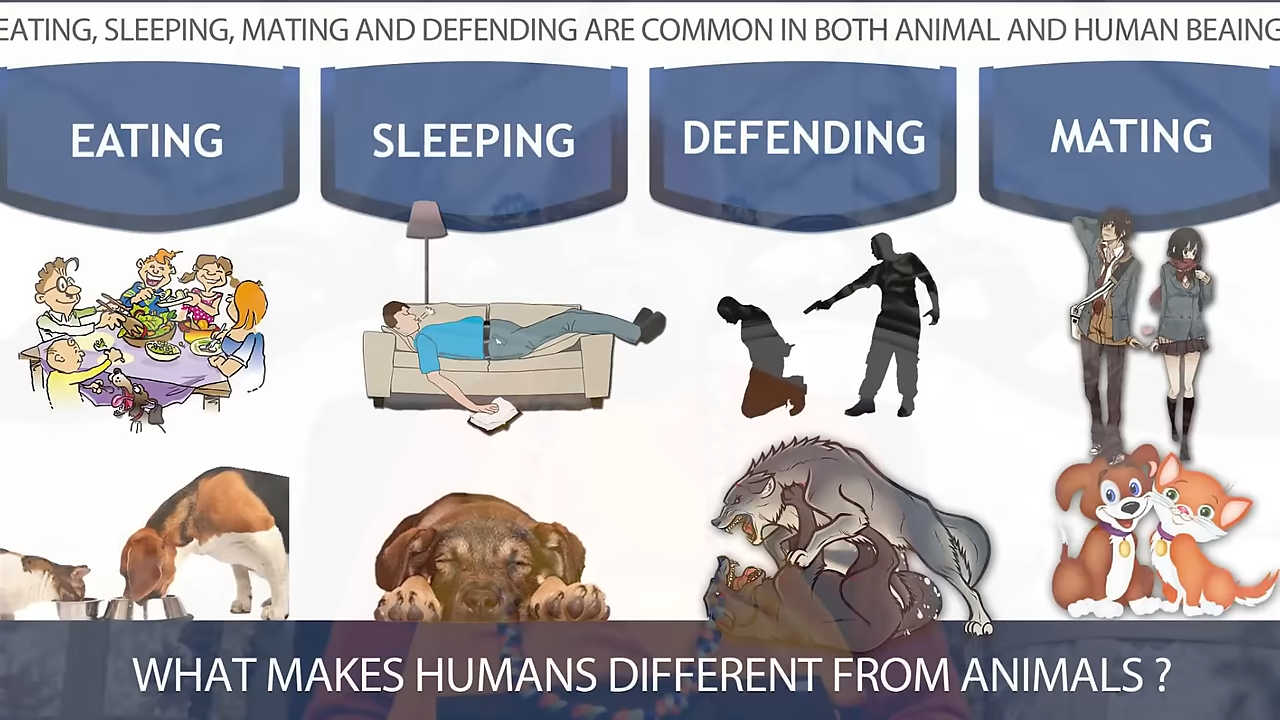 EATING, SLEEPING, MATING AND DEFENDING ARE COMMON IN BOTH ANIMAL AND HUMAN BEAING
EATING
SLEEPING
DEFENDING
MATING
WHAT MAKES HUMANS DIFFERENT FROM ANIMALS ?